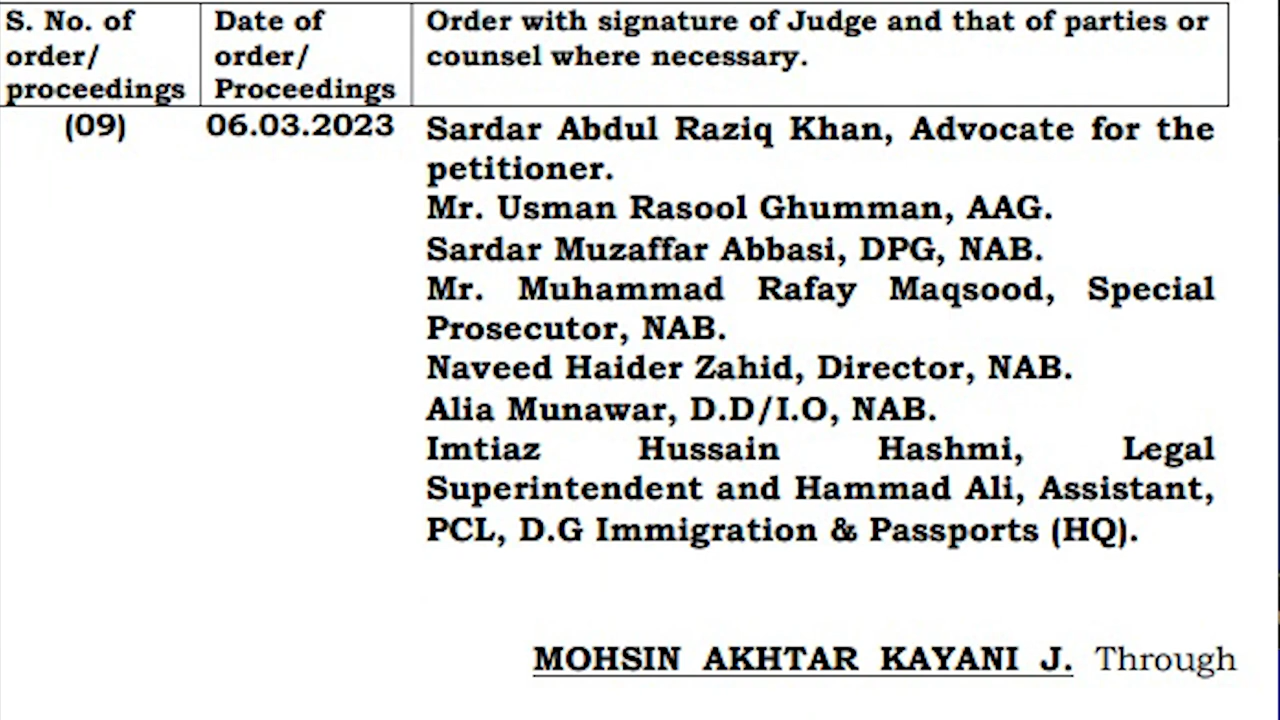 S. No. of order/ proceedings
Date of order/ Proceedings
Order with signature of Judge and that of parties or counsel where necessary.
(09)
06.03.2023
Sardar Abdul Raziq Khan, Advocate for the
petitioner.
Mr. Usman Rasool Ghumman, AAG.
Sardar Muzaffar Abbasi, DPG, NAB.
Mr. Muhammad Rafay Maqsood, Special
Prosecutor, NAB.
Naveed Haider Zahid, Director, NAB.
Alia Munawar, D.D/I.O, NAB.
Imtiaz Hussain Hashmi, Legal
Superintendent and Hammad Ali, Assistant,
PCL, D.G Immigration & Passports (HQ).
MOHSIN AKHTAR KAYANI J. Through